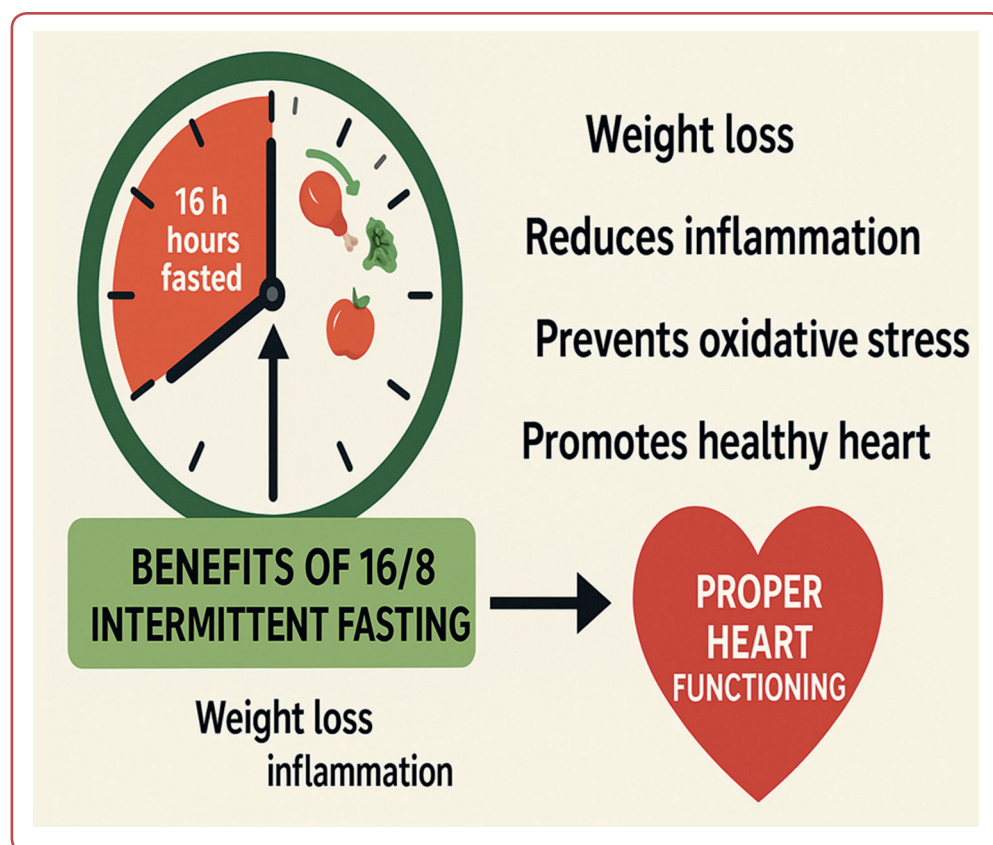 16 h
hours
fasted
Weight loss
Reduces inflammation
Prevents oxidative stress
Promotes healthy heart
BENEFITS OF 16/8
INTERMITTENT FASTING
PROPER
HEART
FUNCTIONING
Weight loss
inflammation